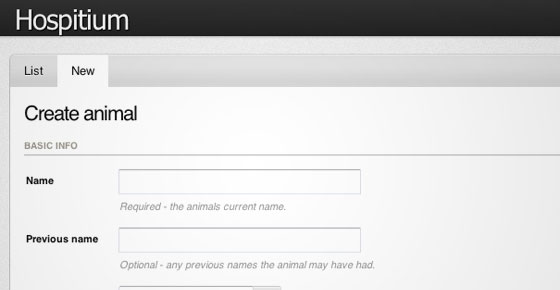 Hospitium
List New
Create animal
BASIC INFO
Name
Required - the animals current name.
Previous name
Optional - any previous names the animal may have had.